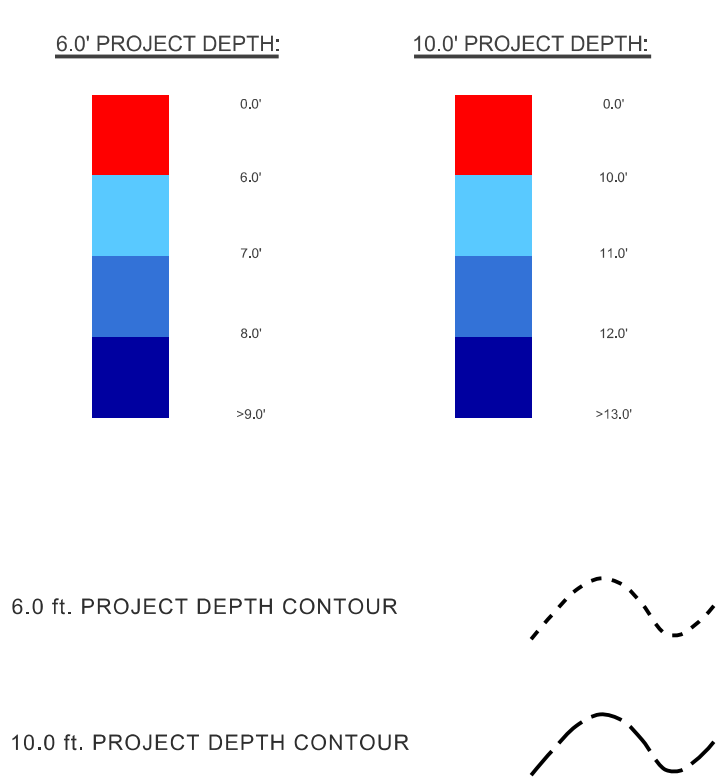 6.0' PROJECT DEPTH:
0.0'
6.0'
7.0'
8.0'
>9.0'
10.0' PROJECT DEPTH:
0.0'
10.0'
11.0'
12.0'
>13.0'
6.0 ft. PROJECT DEPTH CONTOUR
10.0 ft. PROJECT DEPTH CONTOUR